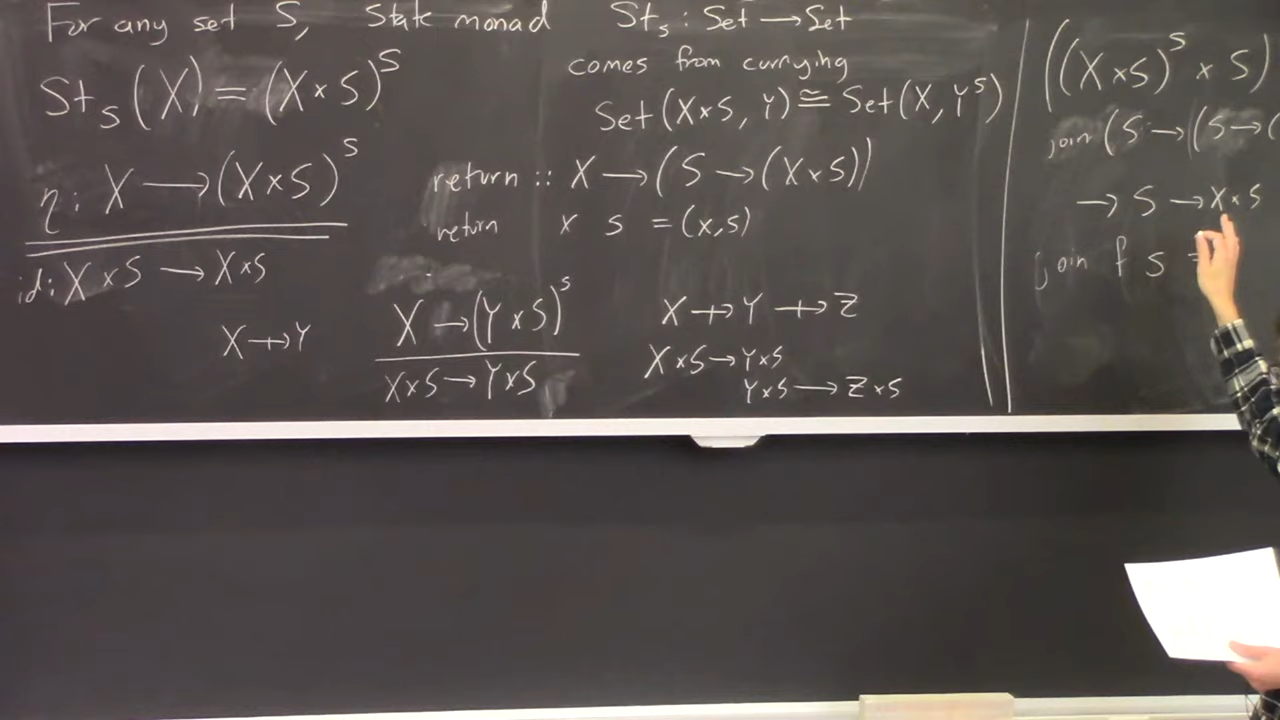 For any set S, State monad St_S : Set → Set
St_S(X) = (X × S)^S
comes from currying
Set(X×S, Y) ≅ Set(X, Y^S)
η: X → (X×S)^S
id: X×S → X×S
return :: X → (S → (X×S))
return x s = (x,s)
X ⇸ Y
X → (Y×S)^S
X×S → Y×S
X ⇸ Y ⇸ Z
X×S → Y×S
Y×S → Z×S
((X×S)^S × S)
join (S → (S → (
→ S → X×S
join f s =